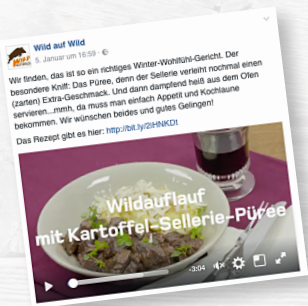 Wild auf Wild
5. Januar um 16:59 ·
Wir finden, das ist so ein richtiges Winter-Wohlfühl-Gericht. Der
besondere Kniff: Das Püree, denn der Sellerie verleiht nochmal einen
(zarten) Extra-Geschmack. Und dann dampfend heiß aus dem Ofen
servieren...mmh, da muss man einfach Appetit und Kochlaune
bekommen. Wir wünschen beides und gutes Gelingen!
Das Rezept gibt es hier: http://bit.ly/2iHNKDt
Wildauflauf
mit Kartoffel-Sellerie-Püree
-3:04